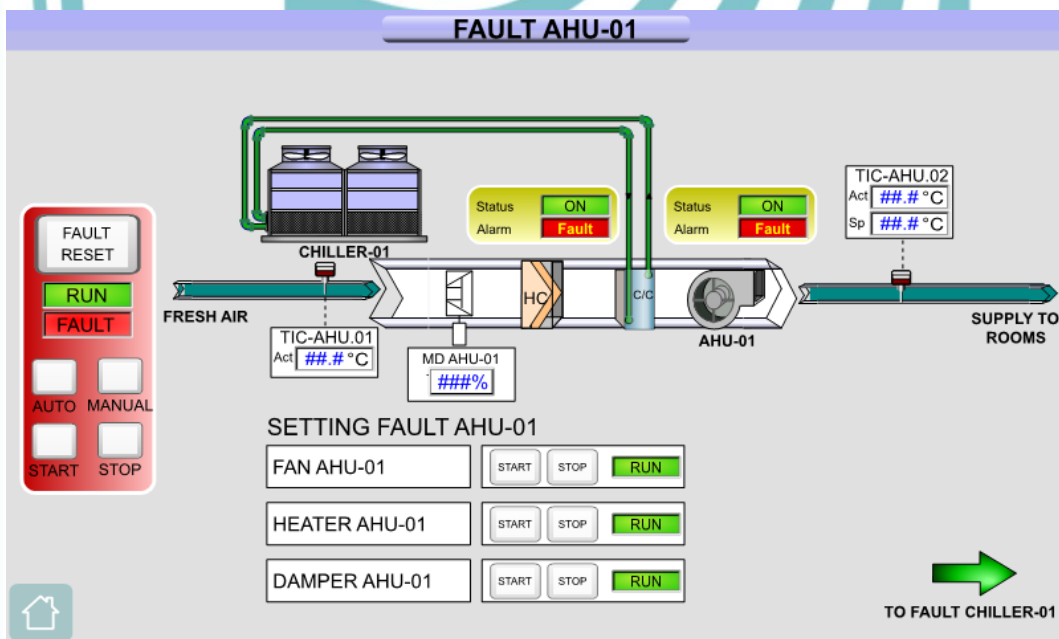 FAULT AHU-01
FAULT
RESET
RUN
FAULT
AUTO MANUAL
START STOP
CHILLER-01
Status ON
Alarm Fault
Status ON
Alarm Fault
TIC-AHU.02
Act ##.# °C
Sp ##.# °C
FRESH AIR
TIC-AHU.01
Act ##.# °C
MD AHU-01
###%
HC
C/C
AHU-01
SUPPLY TO
ROOMS
SETTING FAULT AHU-01
FAN AHU-01 START STOP RUN
HEATER AHU-01 START STOP RUN
DAMPER AHU-01 START STOP RUN
TO FAULT CHILLER-01